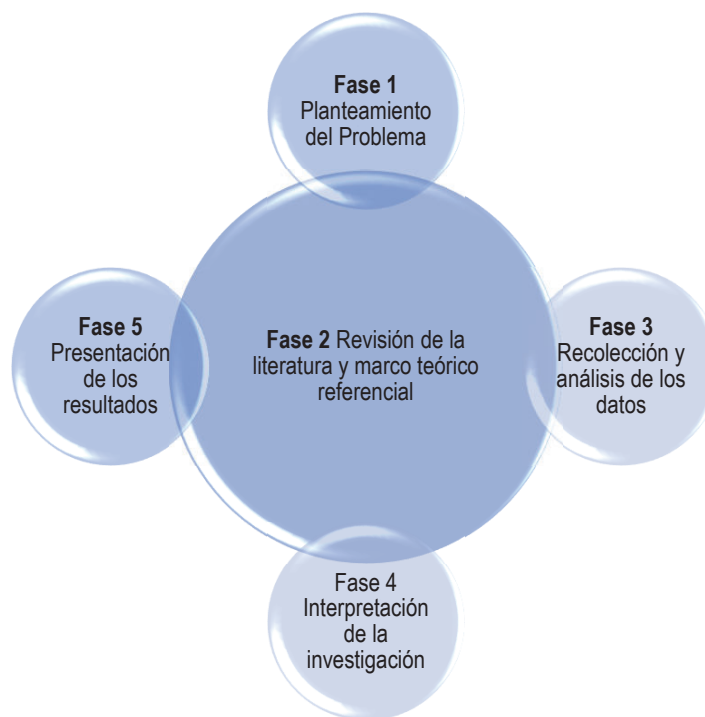 Fase 1
Planteamiento
del Problema
Fase 2 Revisión de la
literatura y marco teórico
referencial
Fase 3
Recolección y
análisis de los
datos
Fase 4
Interpretación
de la
investigación
Fase 5
Presentación
de los
resultados